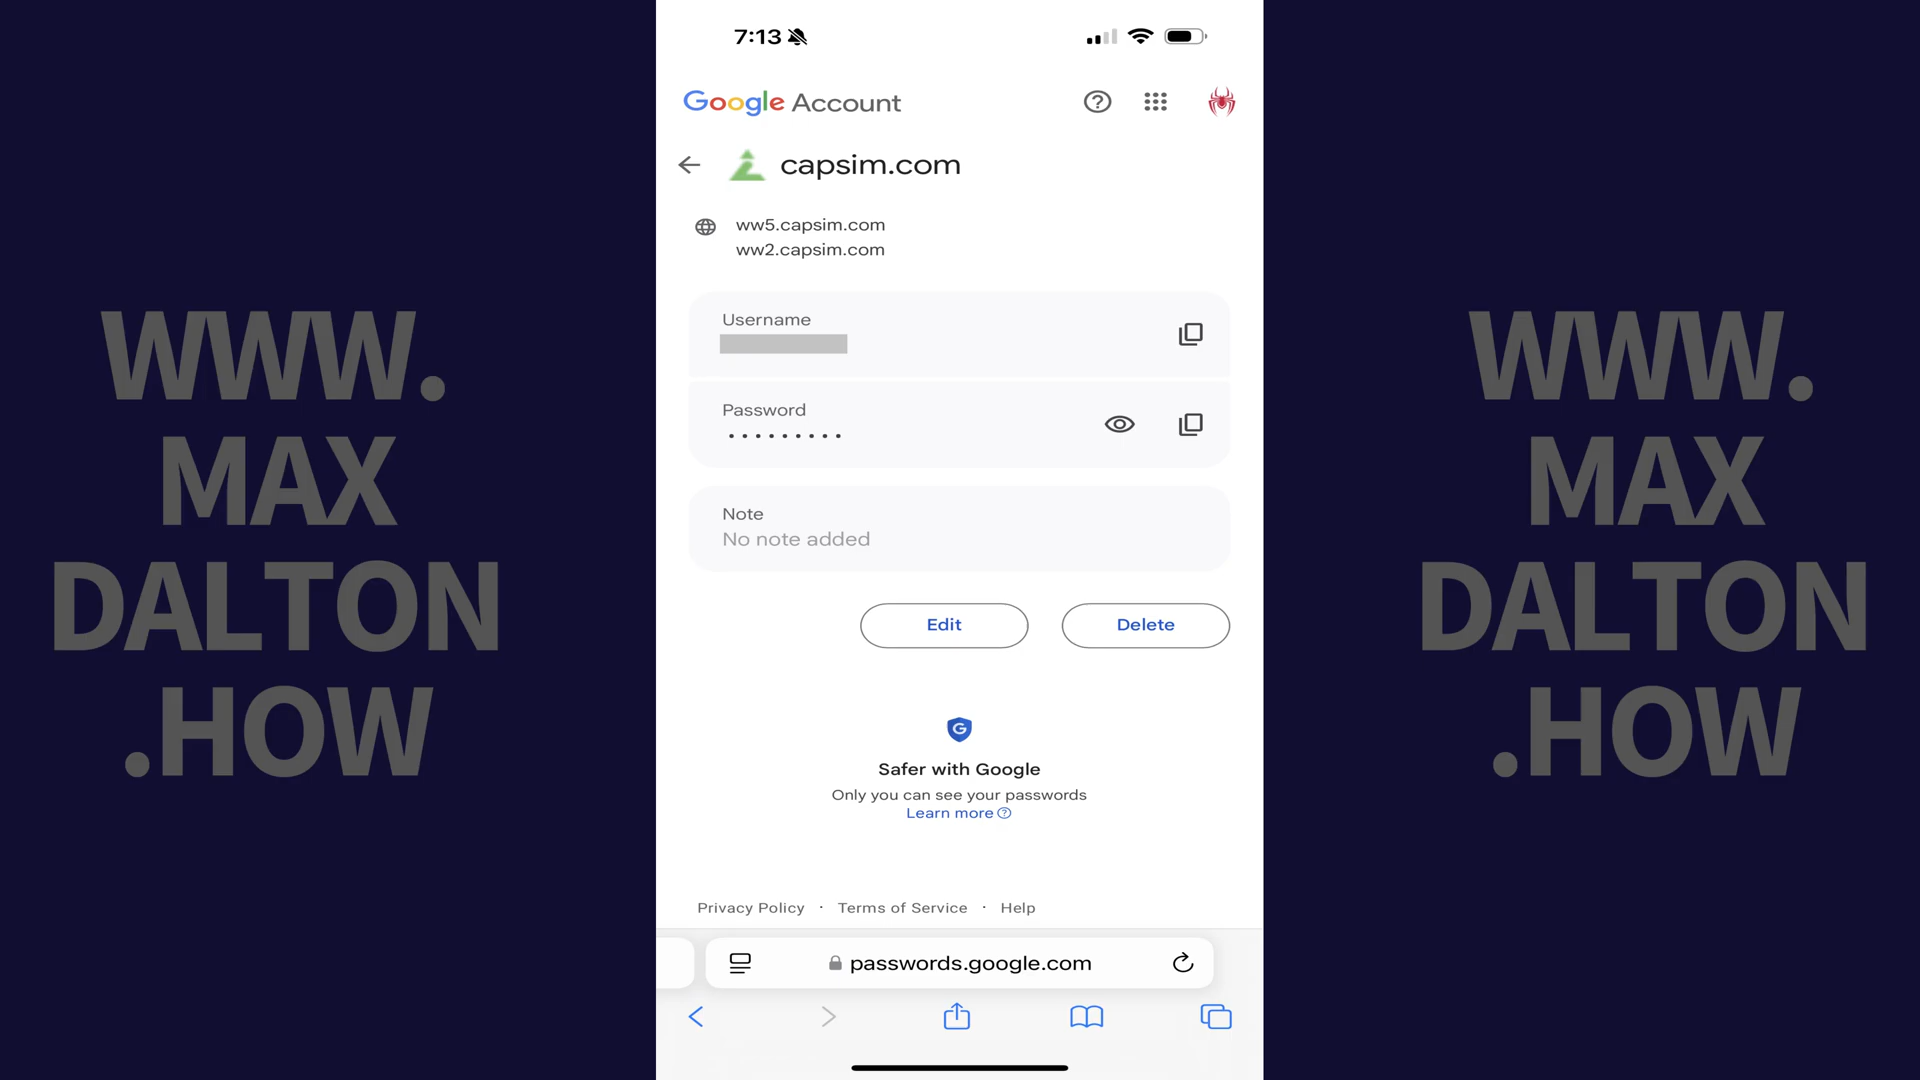 WWW.
MAX
DALTON
.HOW
7:13
Google Account
capsim.com
ww5.capsim.com
ww2.capsim.com
Username
Password
•••••••••
Note
No note added
Edit
Delete
G
Safer with Google
Only you can see your passwords
Learn more
Privacy Policy · Terms of Service · Help
passwords.google.com
WWW.
MAX
DALTON
.HOW